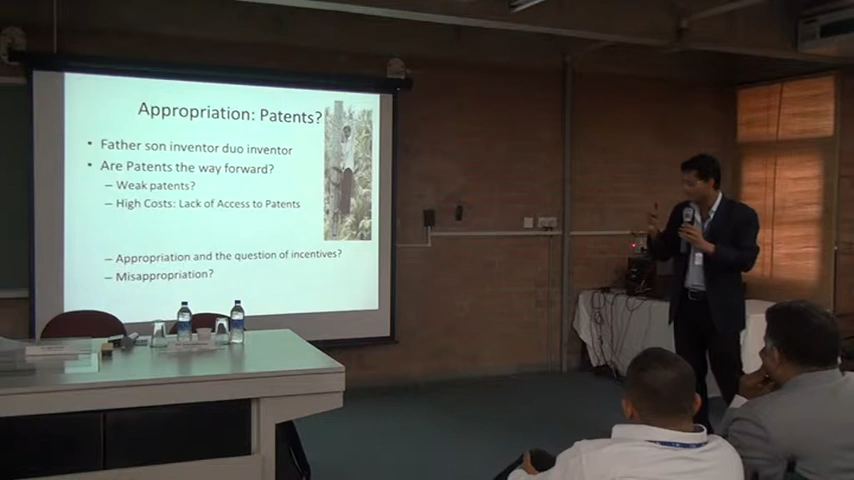 Appropriation: Patents?
• Father son inventor duo inventor
• Are Patents the way forward?
– Weak patents?
– High Costs: Lack of Access to Patents
– Appropriation and the question of incentives?
– Misappropriation?